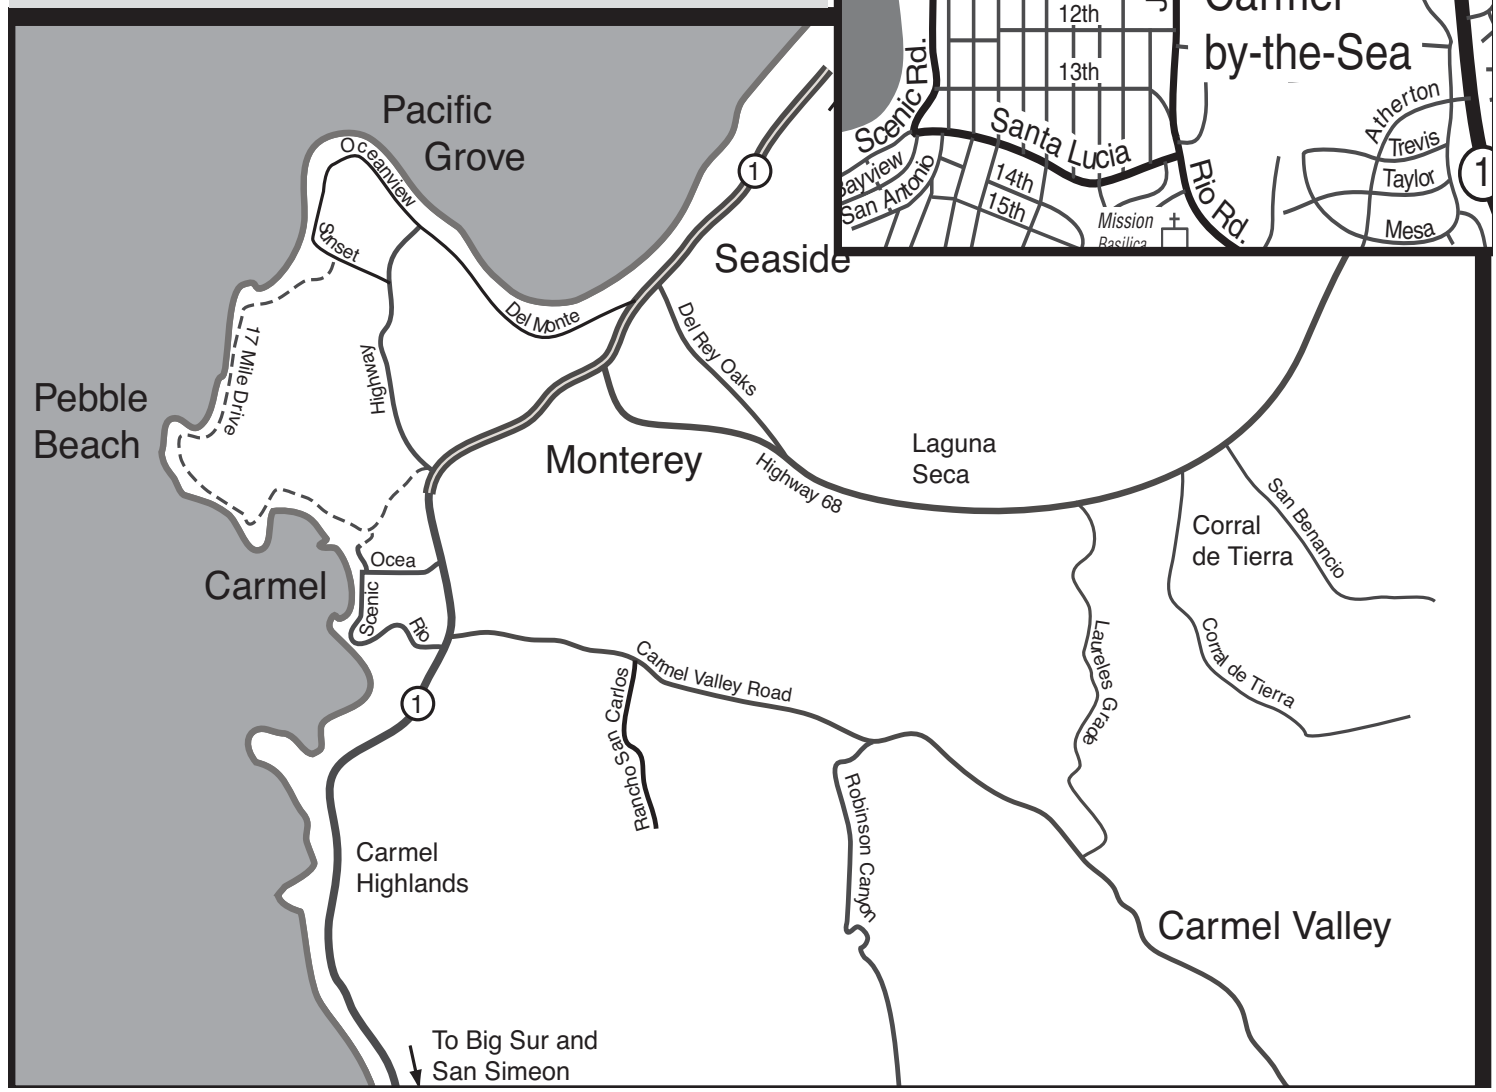 12th
Carmel
by-the-Sea
13th
Scenic Rd.
Santa Lucia
Atherton
Trevis
Taylor
Mesa
1
Bayview
San Antonio
14th
15th
Mission
Basilica
Rio Rd.
Pacific
Grove
Oceanview
1
Sunset
Seaside
Del Monte
Del Rey Oaks
17 Mile Drive
Highway
Pebble
Beach
Monterey
Highway 68
Laguna
Seca
San Benancio
Corral
de Tierra
Ocea
Carmel
Scenic
Rio
Laureles Grade
Corral de Tierra
Carmel Valley Road
Rancho San Carlos
1
Robinson Canyon
Carmel
Highlands
Carmel Valley
To Big Sur and
San Simeon